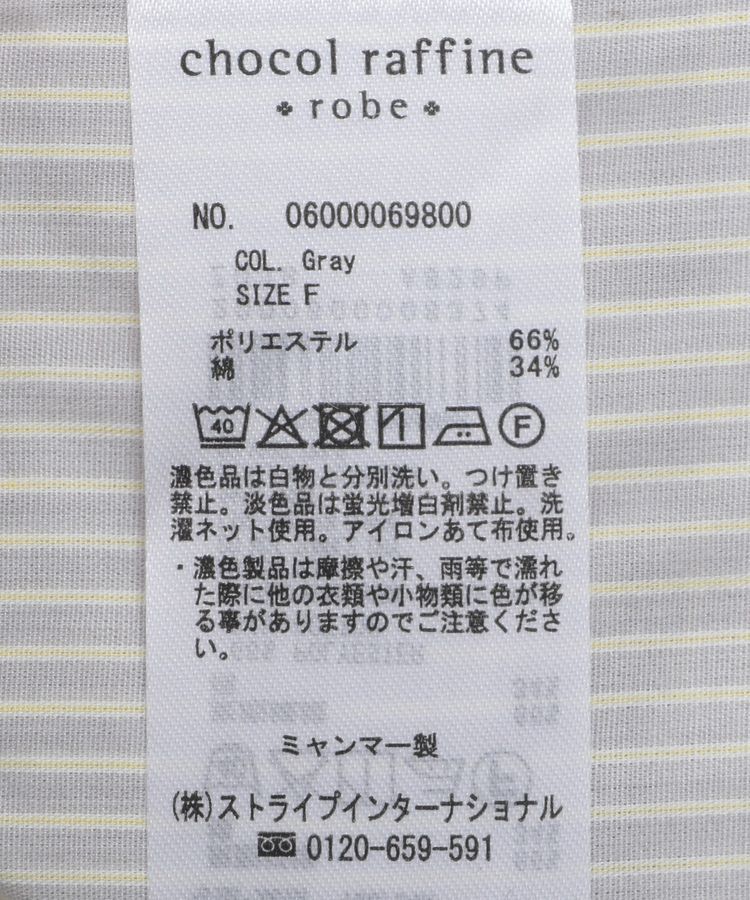 chocol raffine
robe
NO. 06000069800
COL. Gray
SIZE F
ポリエステル 66%
綿 34%
40 F
濃色品は白物と分別洗い。つけ置き
禁止。淡色品は蛍光増白剤禁止。洗
濯ネット使用。アイロンあて布使用。
・濃色製品は摩擦や汗、雨等で濡れ
た際に他の衣類や小物類に色が移
る事がありますのでご注意くださ
い。
ミャンマー製
(株)ストライプインターナショナル
0120-659-591